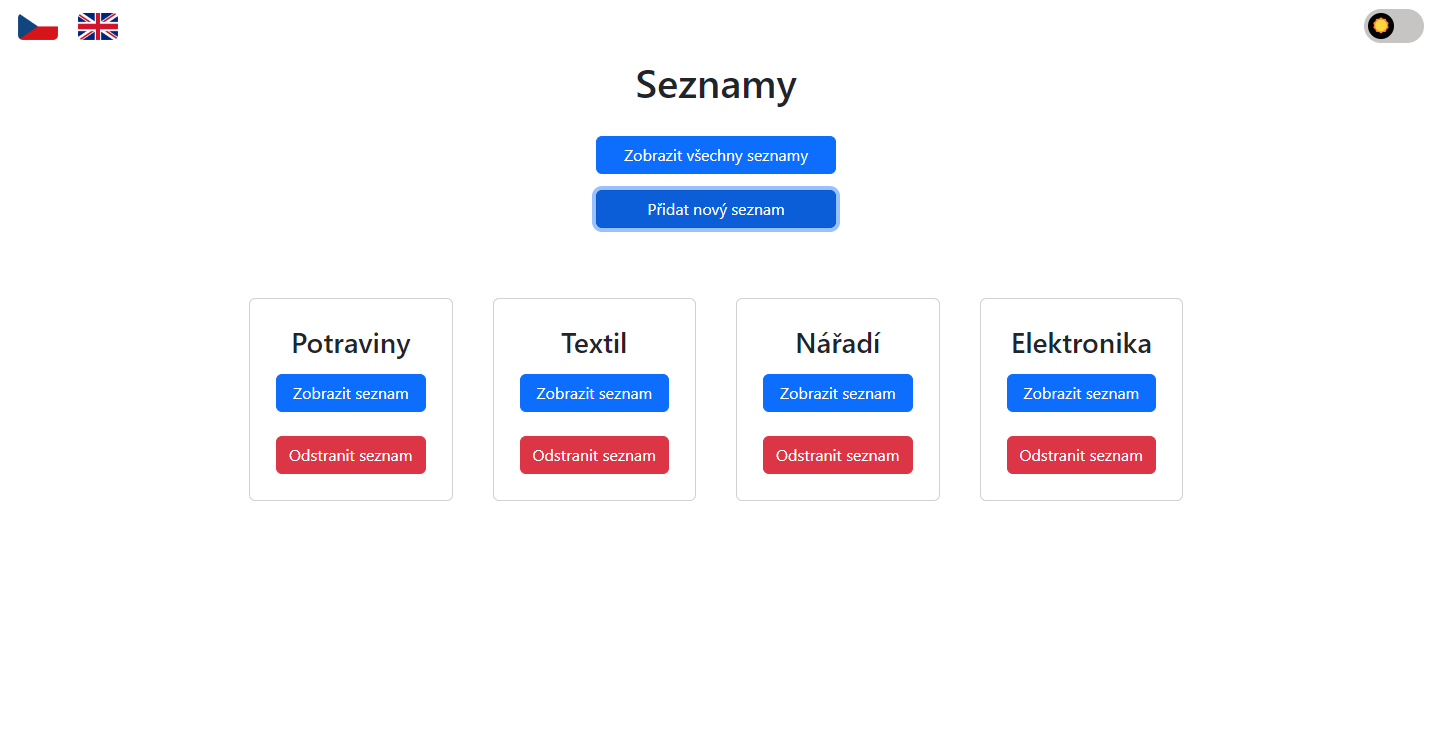 Seznamy
Zobrazit všechny seznamy
Přidat nový seznam
Potraviny
Zobrazit seznam
Odstranit seznam
Textil
Zobrazit seznam
Odstranit seznam
Nářadí
Zobrazit seznam
Odstranit seznam
Elektronika
Zobrazit seznam
Odstranit seznam